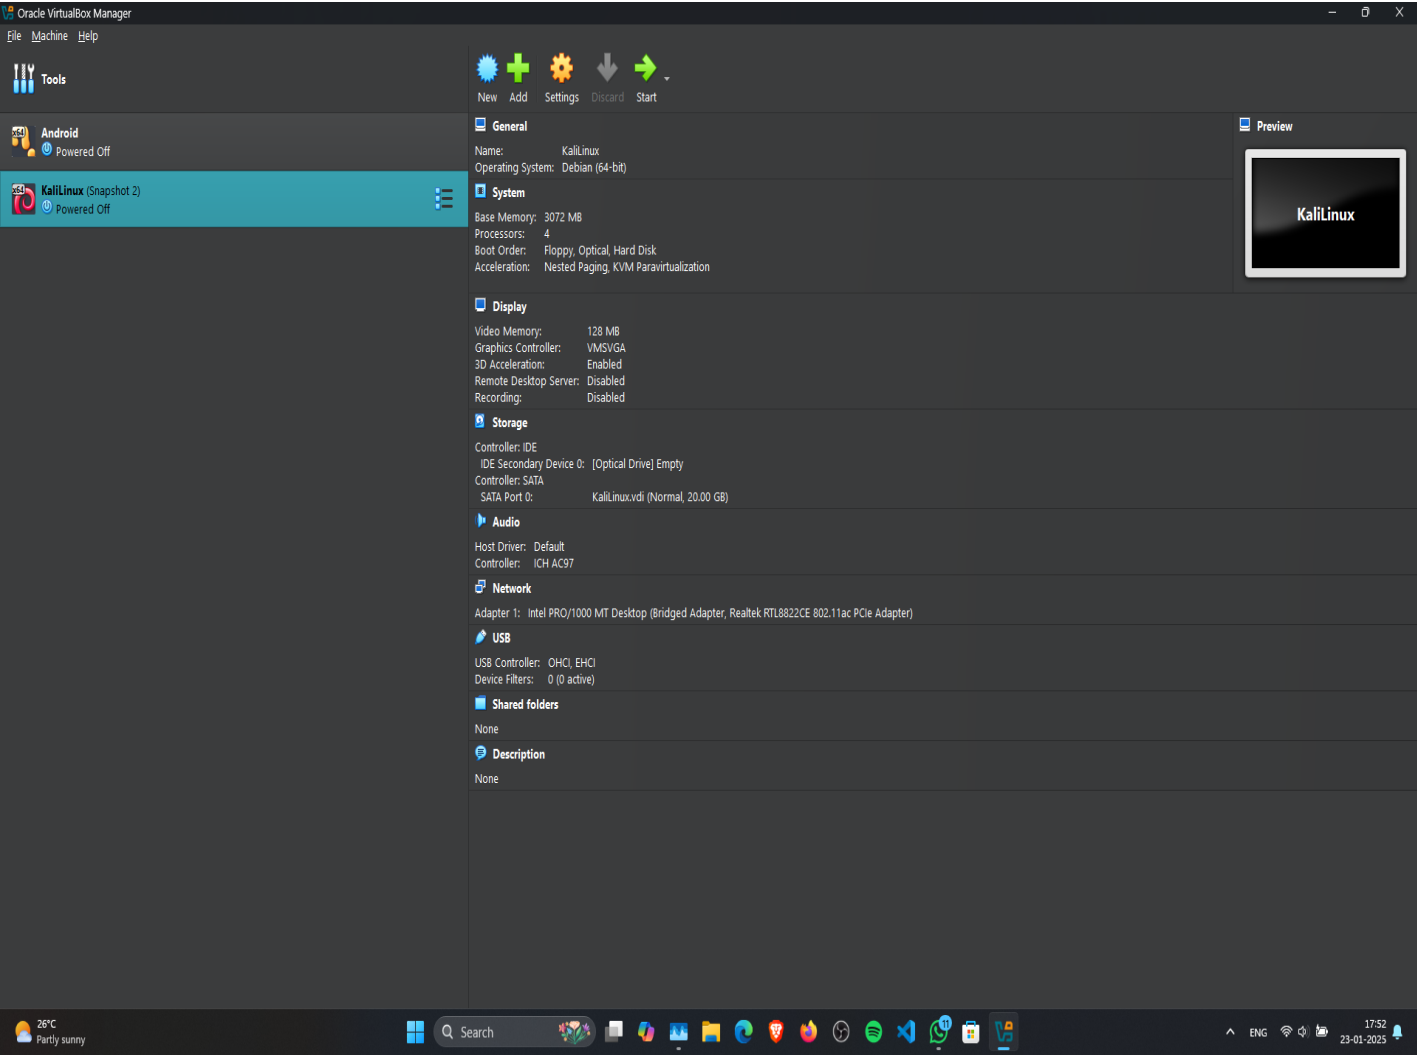 Oracle VirtualBox Manager
File Machine Help
Tools
New Add Settings Discard Start
x64
Android
Powered Off
x64
KaliLinux (Snapshot 2)
Powered Off
General
Name: KaliLinux
Operating System: Debian (64-bit)
System
Base Memory: 3072 MB
Processors: 4
Boot Order: Floppy, Optical, Hard Disk
Acceleration: Nested Paging, KVM Paravirtualization
Preview
KaliLinux
Display
Video Memory: 128 MB
Graphics Controller: VMSVGA
3D Acceleration: Enabled
Remote Desktop Server: Disabled
Recording: Disabled
Storage
Controller: IDE
IDE Secondary Device 0: [Optical Drive] Empty
Controller: SATA
SATA Port 0: KaliLinux.vdi (Normal, 20.00 GB)
Audio
Host Driver: Default
Controller: ICH AC97
Network
Adapter 1: Intel PRO/1000 MT Desktop (Bridged Adapter, Realtek RTL8822CE 802.11ac PCIe Adapter)
USB
USB Controller: OHCI, EHCI
Device Filters: 0 (0 active)
Shared folders
None
Description
None
26°C
Partly sunny
Search
11
ENG
17:52
23-01-2025